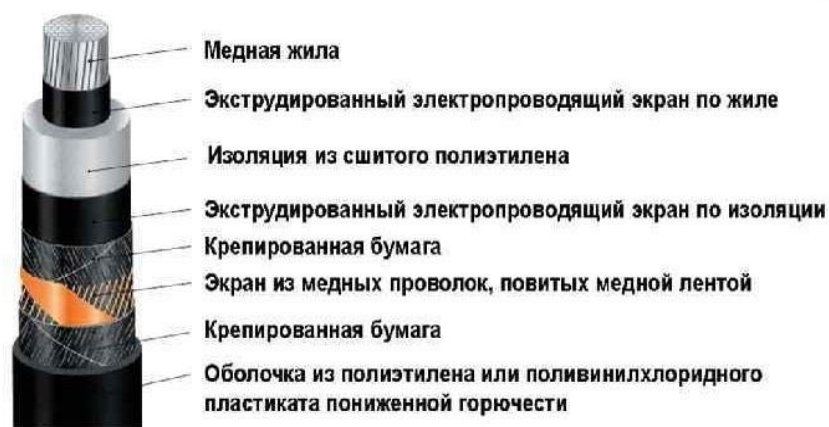 Медная жила
Экструдированный электропроводящий экран по жиле
Изоляция из сшитого полиэтилена
Экструдированный электропроводящий экран по изоляции
Крепированная бумага
Экран из медных проволок, повитых медной лентой
Крепированная бумага
Оболочка из полиэтилена или поливинилхлоридного
пластиката пониженной горючести